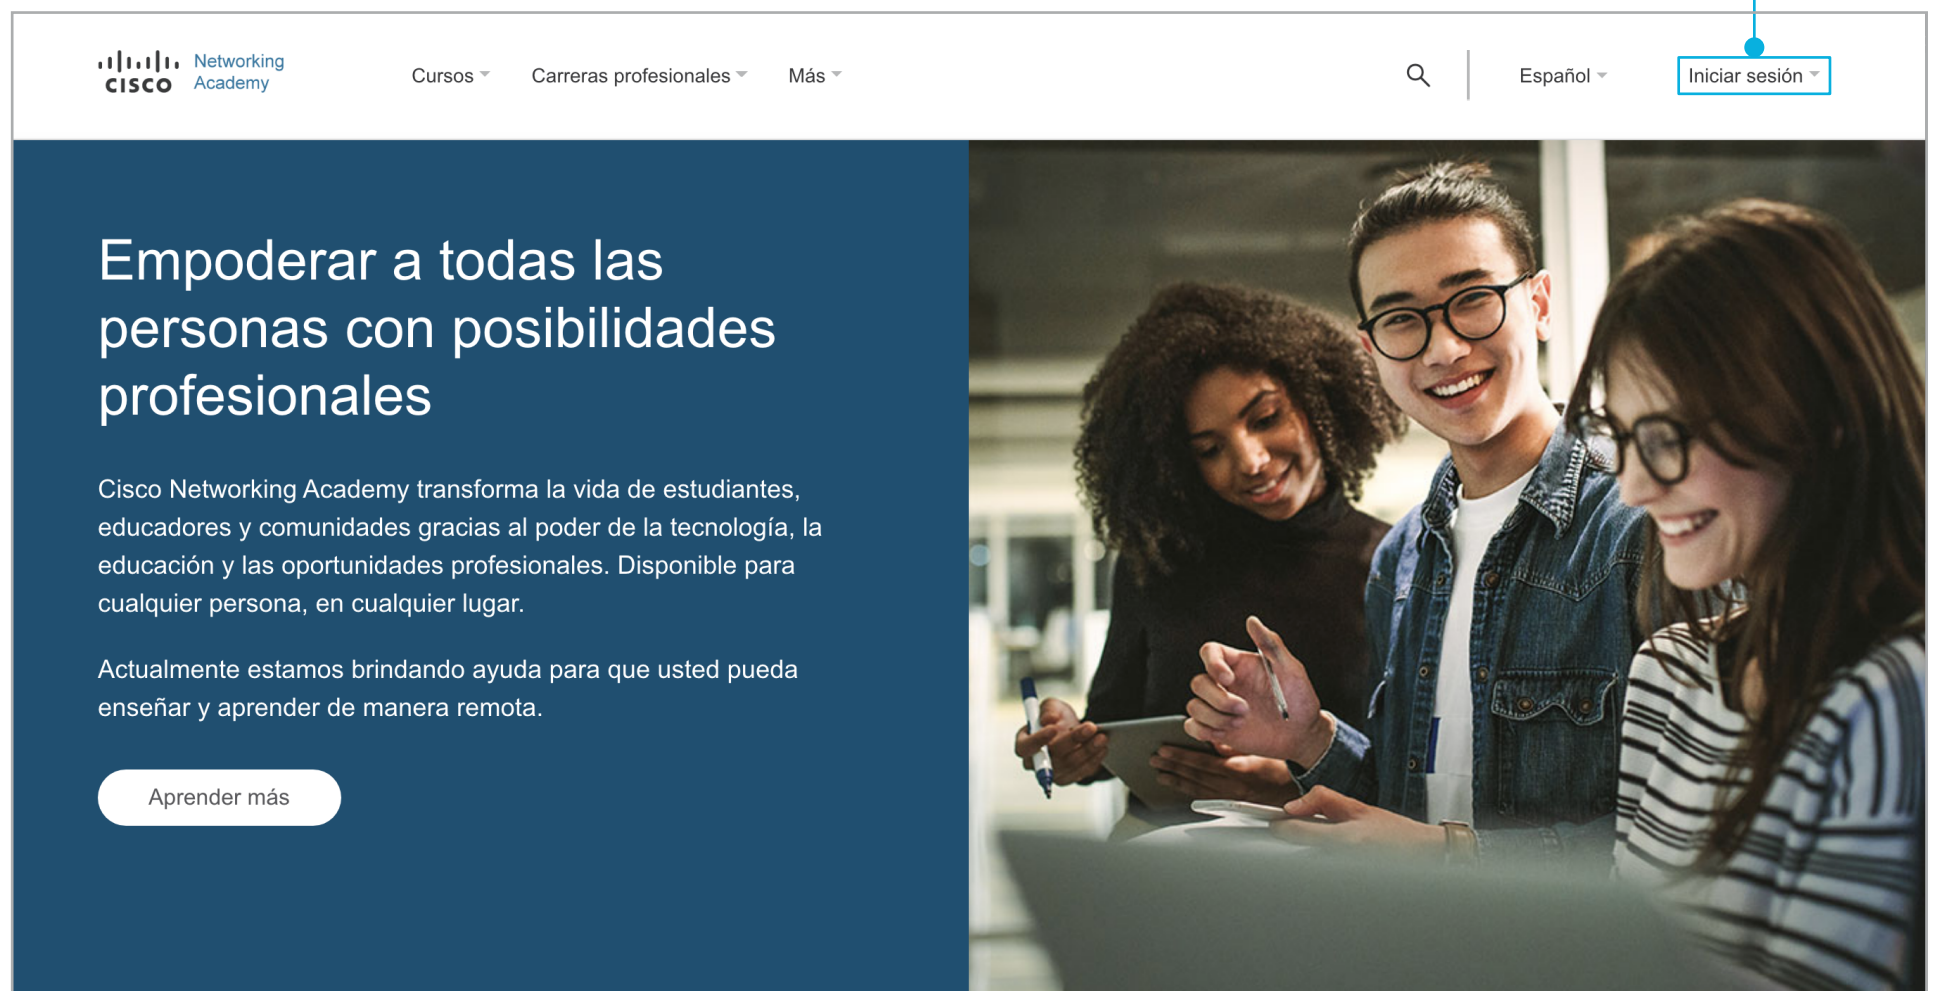 CISCO Networking Academy
Cursos
Carreras profesionales
Más
Español
Iniciar sesión
Empoderar a todas las
personas con posibilidades
profesionales
Cisco Networking Academy transforma la vida de estudiantes,
educadores y comunidades gracias al poder de la tecnología, la
educación y las oportunidades profesionales. Disponible para
cualquier persona, en cualquier lugar.
Actualmente estamos brindando ayuda para que usted pueda
enseñar y aprender de manera remota.
Aprender más